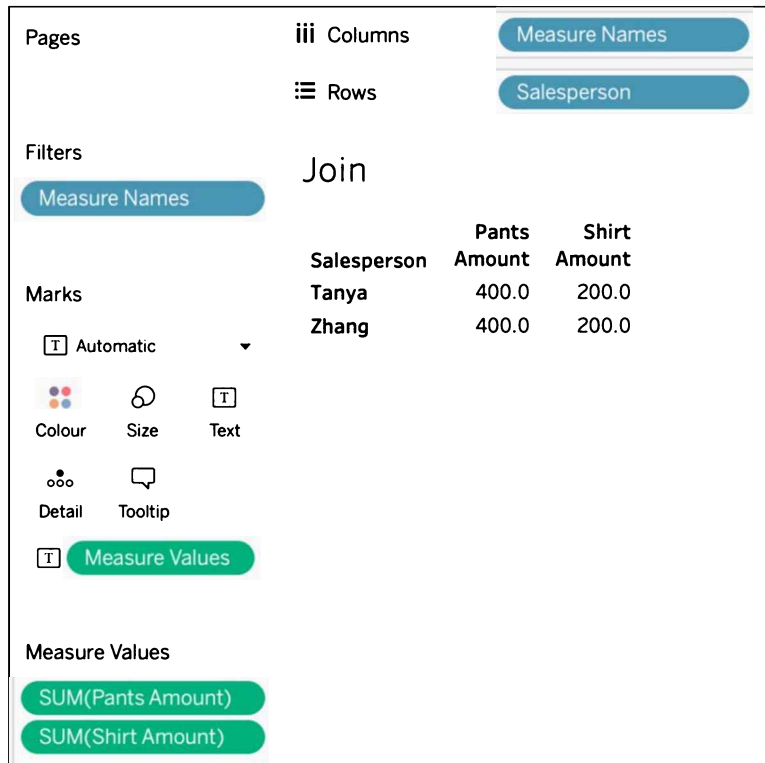 Pages
Columns Measure Names
Rows Salesperson
Filters
Measure Names
Join
Pants Shirt
Salesperson Amount Amount
Tanya 400.0 200.0
Zhang 400.0 200.0
Marks
T Automatic
T
Colour Size Text
Detail Tooltip
T Measure Values
Measure Values
SUM(Pants Amount)
SUM(Shirt Amount)